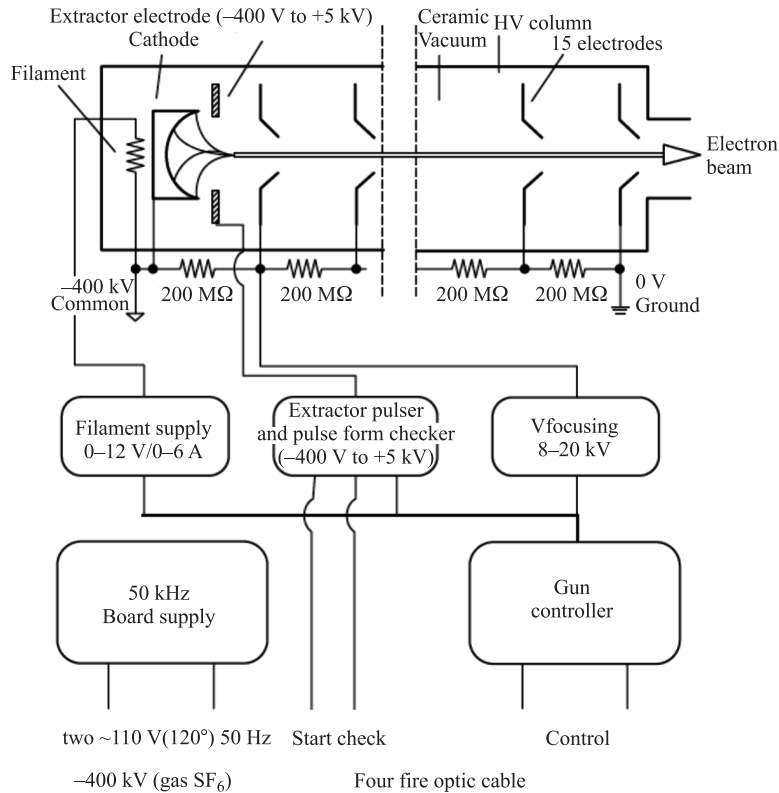 Extractor electrode (–400 V to +5 kV)
Cathode
Filament
Ceramic
Vacuum
HV column
15 electrodes
Electron
beam
–400 kV
Common
200 MΩ
200 MΩ
200 MΩ
200 MΩ
0 V
Ground
Filament supply
0–12 V/0–6 A
Extractor pulser
and pulse form checker
(–400 V to +5 kV)
Vfocusing
8–20 kV
50 kHz
Board supply
Gun
controller
two ~110 V(120°) 50 Hz
Start check
Control
–400 kV (gas SF₆)
Four fire optic cable